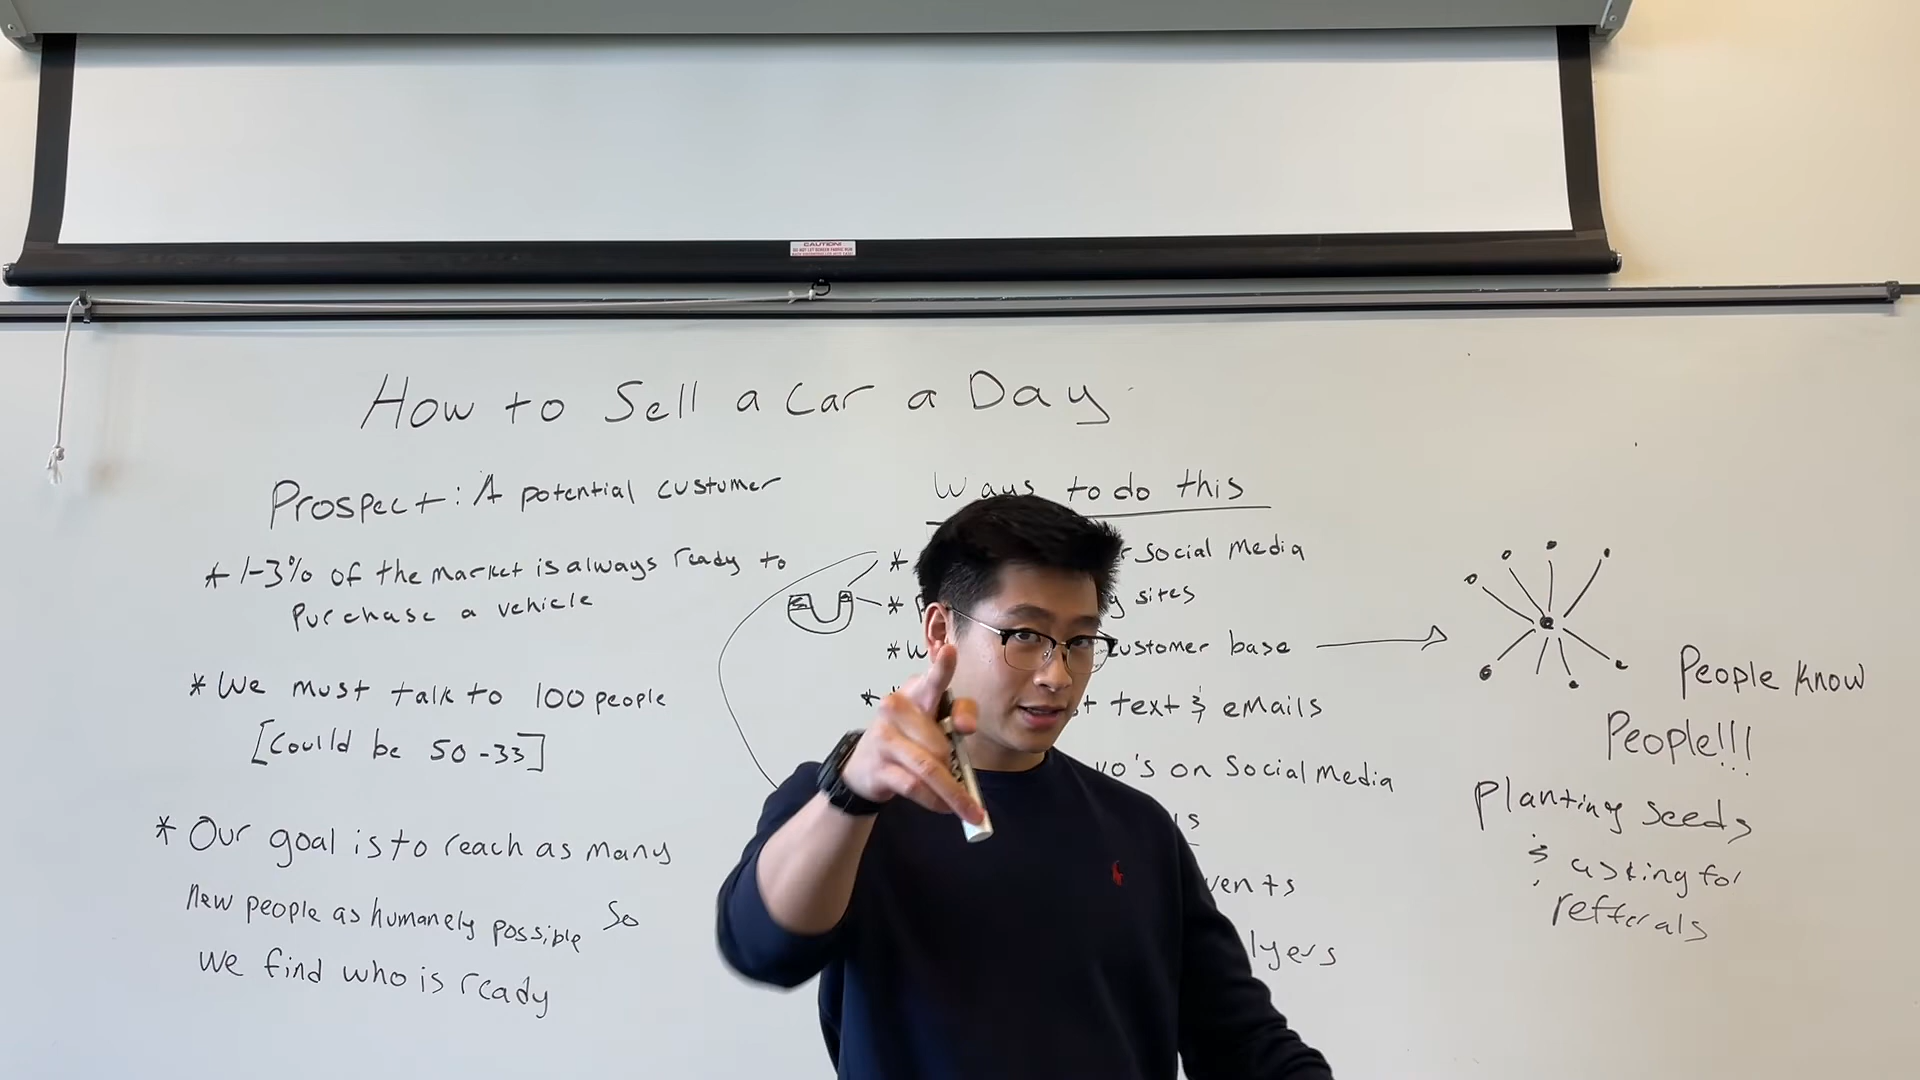 CAUTION!
How to Sell a Car a Day
Prospect: A potential customer
* 1-3% of the market is always ready to
purchase a vehicle
* We must talk to 100 people
[Could be 50-33]
* Our goal is to reach as many
new people as humanely possible So
we find who is ready
Ways to do this
* social media
* sites
* customer base
* text & emails
on Social Media
vents
lyers
People know
People!!!
Planting seeds
& asking for
refferals